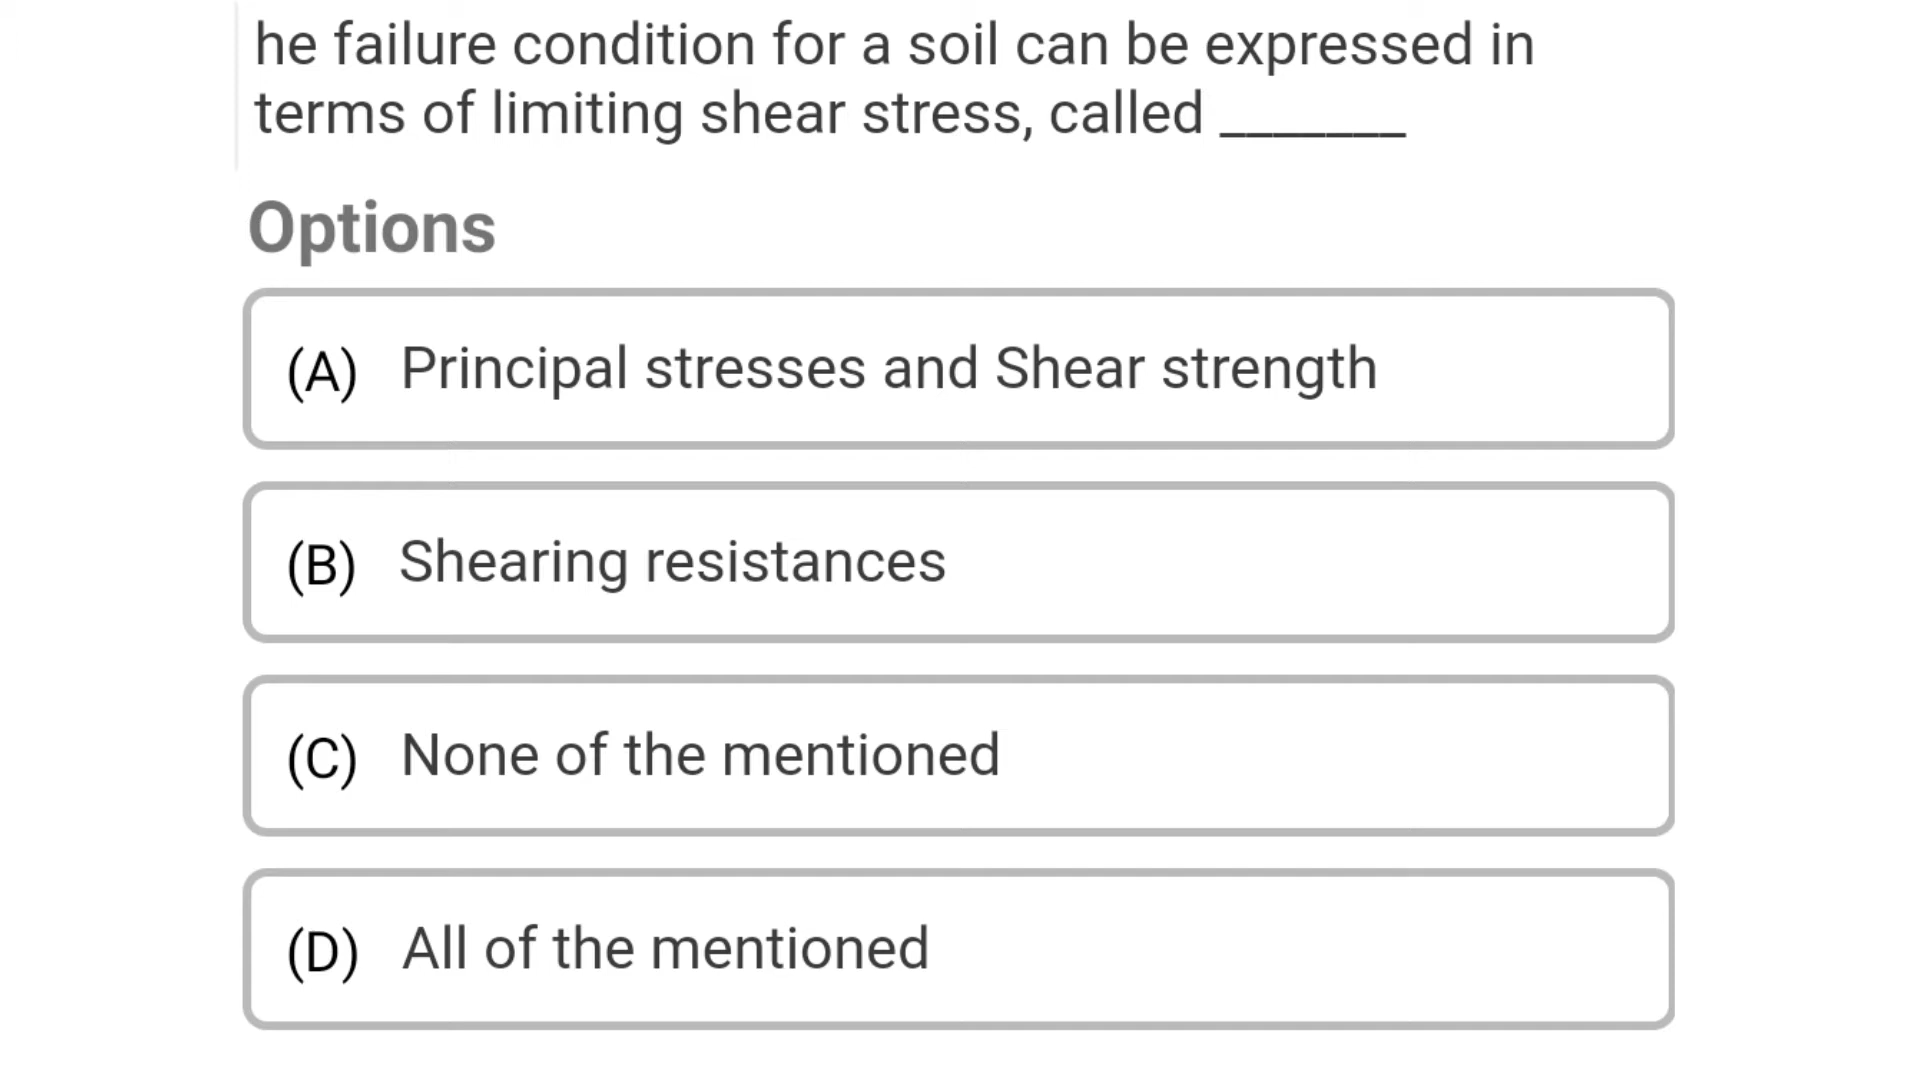 he failure condition for a soil can be expressed in
terms of limiting shear stress, called _______
Options
(A) Principal stresses and Shear strength
(B) Shearing resistances
(C) None of the mentioned
(D) All of the mentioned